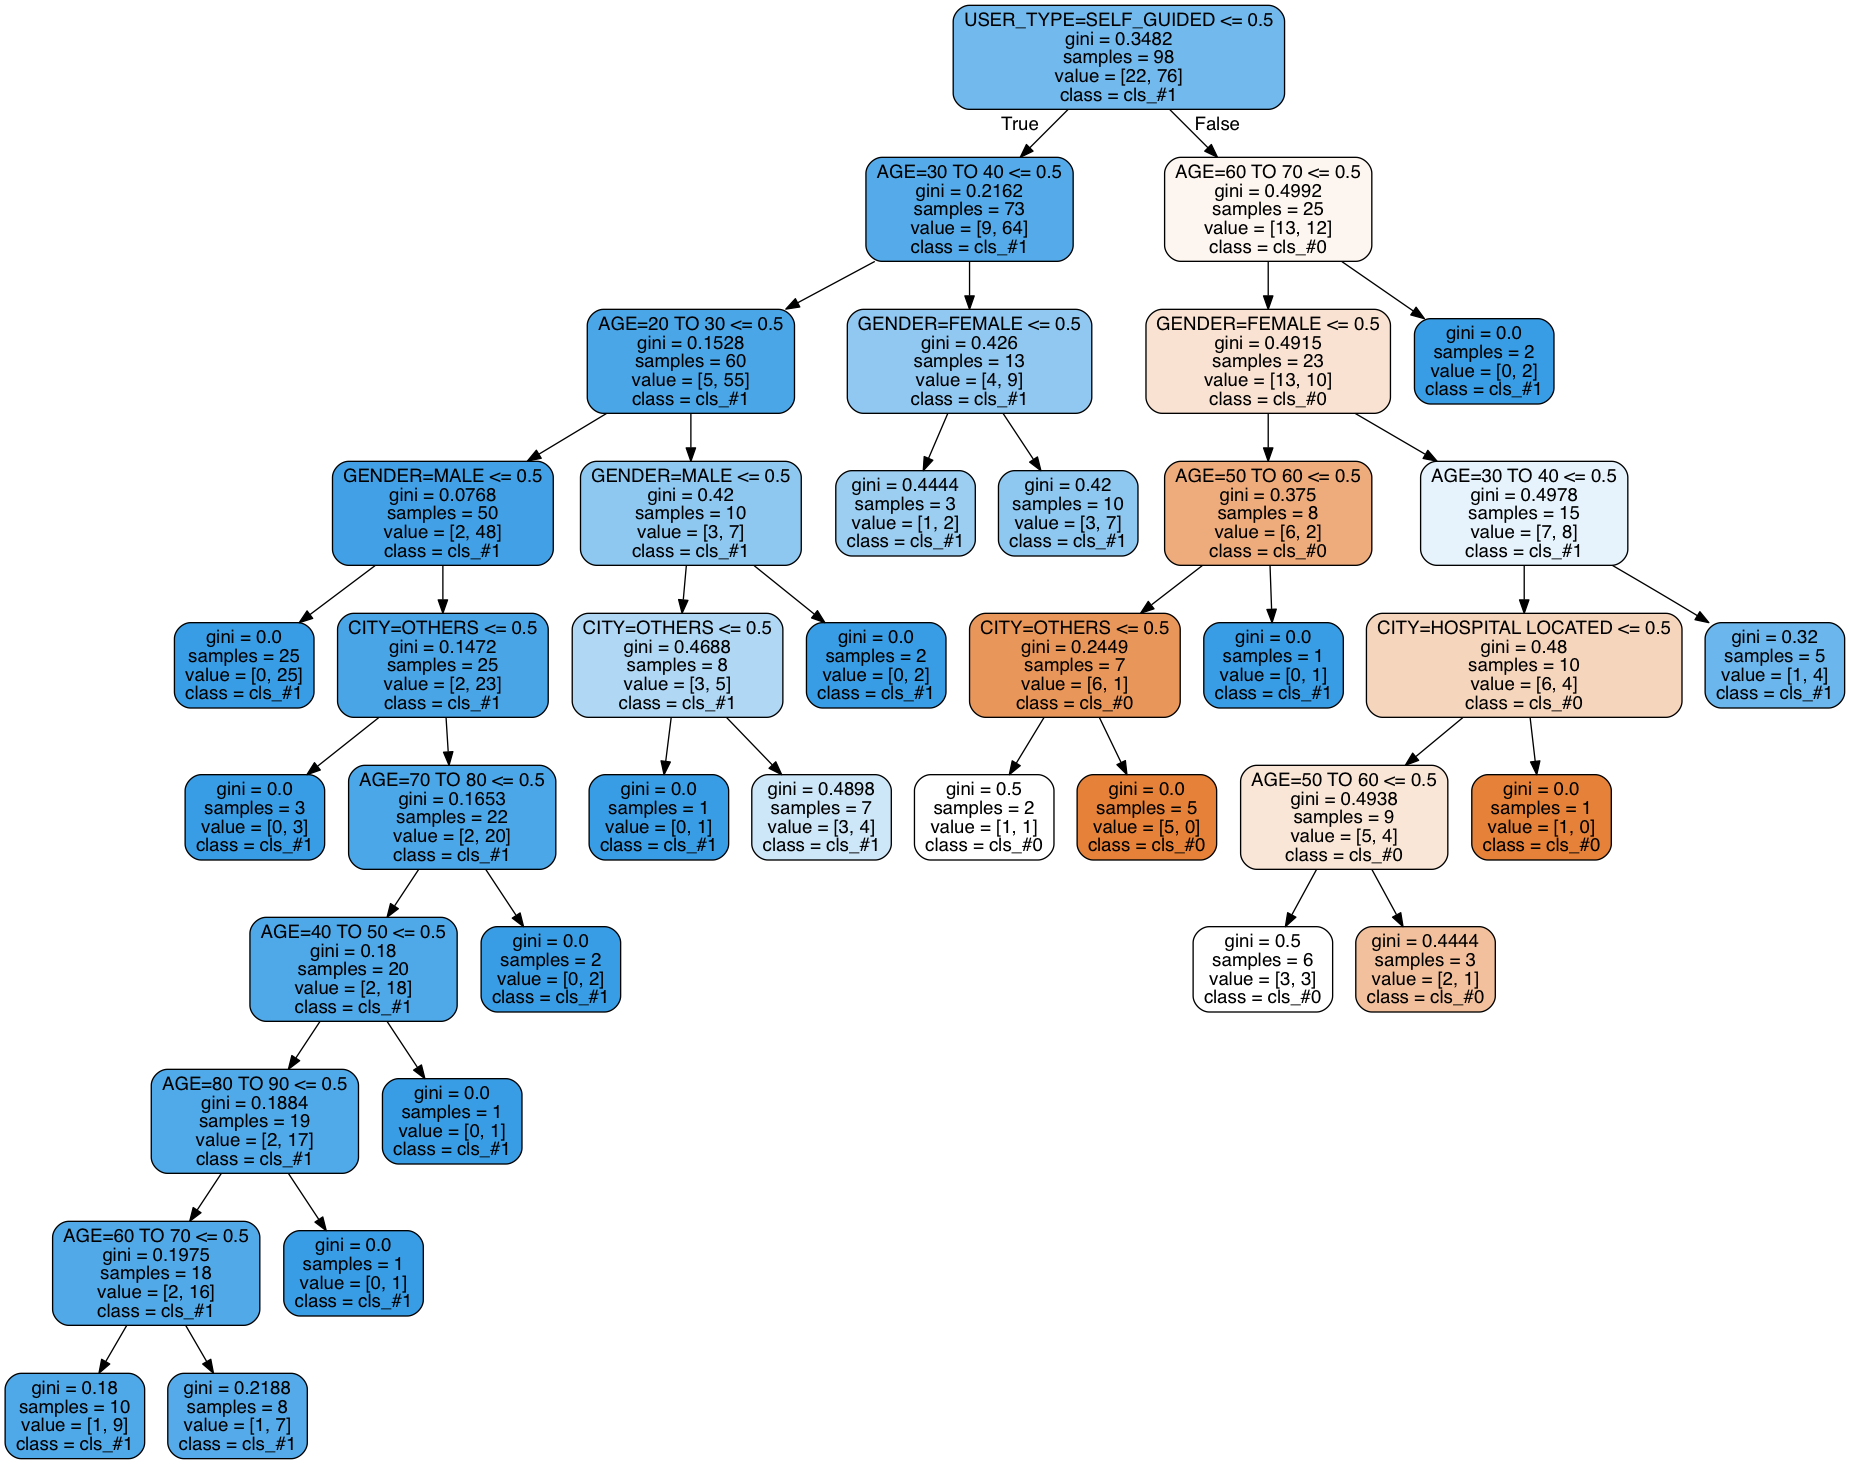 USER_TYPE=SELF_GUIDED <= 0.5
gini = 0.3482
samples = 98
value = [22, 76]
class = cls_#1
True
False
AGE=30 TO 40 <= 0.5
gini = 0.2162
samples = 73
value = [9, 64]
class = cls_#1
AGE=60 TO 70 <= 0.5
gini = 0.4992
samples = 25
value = [13, 12]
class = cls_#0
AGE=20 TO 30 <= 0.5
gini = 0.1528
samples = 60
value = [5, 55]
class = cls_#1
GENDER=FEMALE <= 0.5
gini = 0.426
samples = 13
value = [4, 9]
class = cls_#1
GENDER=FEMALE <= 0.5
gini = 0.4915
samples = 23
value = [13, 10]
class = cls_#0
gini = 0.0
samples = 2
value = [0, 2]
class = cls_#1
GENDER=MALE <= 0.5
gini = 0.0768
samples = 50
value = [2, 48]
class = cls_#1
GENDER=MALE <= 0.5
gini = 0.42
samples = 10
value = [3, 7]
class = cls_#1
gini = 0.4444
samples = 3
value = [1, 2]
class = cls_#1
gini = 0.42
samples = 10
value = [3, 7]
class = cls_#1
AGE=50 TO 60 <= 0.5
gini = 0.375
samples = 8
value = [6, 2]
class = cls_#0
AGE=30 TO 40 <= 0.5
gini = 0.4978
samples = 15
value = [7, 8]
class = cls_#1
gini = 0.0
samples = 25
value = [0, 25]
class = cls_#1
CITY=OTHERS <= 0.5
gini = 0.1472
samples = 25
value = [2, 23]
class = cls_#1
CITY=OTHERS <= 0.5
gini = 0.4688
samples = 8
value = [3, 5]
class = cls_#1
gini = 0.0
samples = 2
value = [0, 2]
class = cls_#1
CITY=OTHERS <= 0.5
gini = 0.2449
samples = 7
value = [6, 1]
class = cls_#0
gini = 0.0
samples = 1
value = [0, 1]
class = cls_#1
CITY=HOSPITAL LOCATED <= 0.5
gini = 0.48
samples = 10
value = [6, 4]
class = cls_#0
gini = 0.32
samples = 5
value = [1, 4]
class = cls_#1
gini = 0.0
samples = 3
value = [0, 3]
class = cls_#1
AGE=70 TO 80 <= 0.5
gini = 0.1653
samples = 22
value = [2, 20]
class = cls_#1
gini = 0.0
samples = 1
value = [0, 1]
class = cls_#1
gini = 0.4898
samples = 7
value = [3, 4]
class = cls_#1
gini = 0.5
samples = 2
value = [1, 1]
class = cls_#0
gini = 0.0
samples = 5
value = [5, 0]
class = cls_#0
AGE=50 TO 60 <= 0.5
gini = 0.4938
samples = 9
value = [5, 4]
class = cls_#0
gini = 0.0
samples = 1
value = [1, 0]
class = cls_#0
AGE=40 TO 50 <= 0.5
gini = 0.18
samples = 20
value = [2, 18]
class = cls_#1
gini = 0.0
samples = 2
value = [0, 2]
class = cls_#1
gini = 0.5
samples = 6
value = [3, 3]
class = cls_#0
gini = 0.4444
samples = 3
value = [2, 1]
class = cls_#0
AGE=80 TO 90 <= 0.5
gini = 0.1884
samples = 19
value = [2, 17]
class = cls_#1
gini = 0.0
samples = 1
value = [0, 1]
class = cls_#1
AGE=60 TO 70 <= 0.5
gini = 0.1975
samples = 18
value = [2, 16]
class = cls_#1
gini = 0.0
samples = 1
value = [0, 1]
class = cls_#1
gini = 0.18
samples = 10
value = [1, 9]
class = cls_#1
gini = 0.2188
samples = 8
value = [1, 7]
class = cls_#1